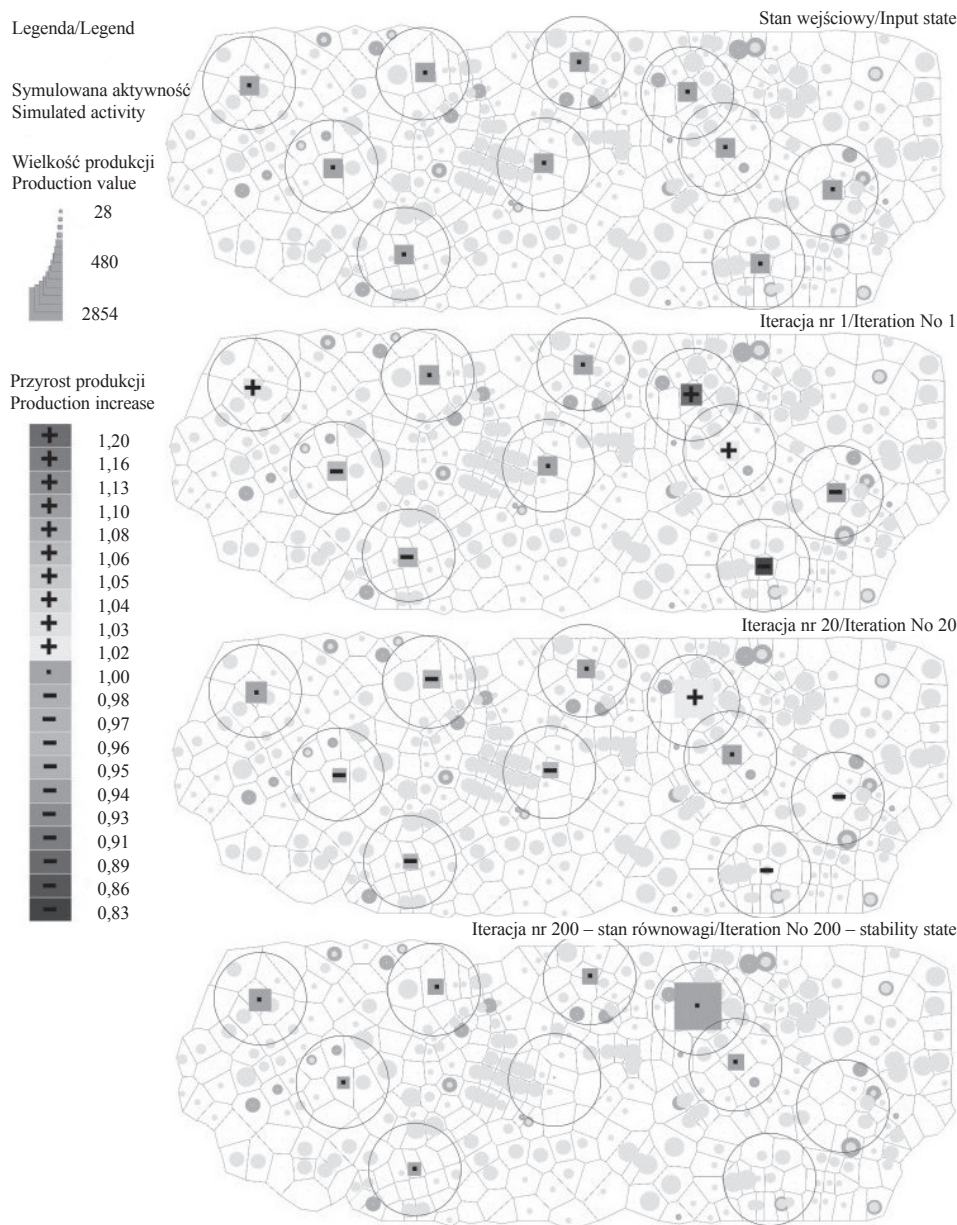 Legenda/Legend
Stan wejściowy/Input state
Symulowana aktywność
Simulated activity
Wielkość produkcji
Production value
28
480
2854
Iteracja nr 1/Iteration No 1
Przyrost produkcji
Production increase
+ 1,20
+ 1,16
+ 1,13
+ 1,10
+ 1,08
+ 1,06
+ 1,05
+ 1,04
+ 1,03
+ 1,02
1,00
– 0,98
– 0,97
– 0,96
– 0,95
– 0,94
– 0,93
– 0,91
– 0,89
– 0,86
– 0,83
Iteracja nr 20/Iteration No 20
Iteracja nr 200 – stan równowagi/Iteration No 200 – stability state